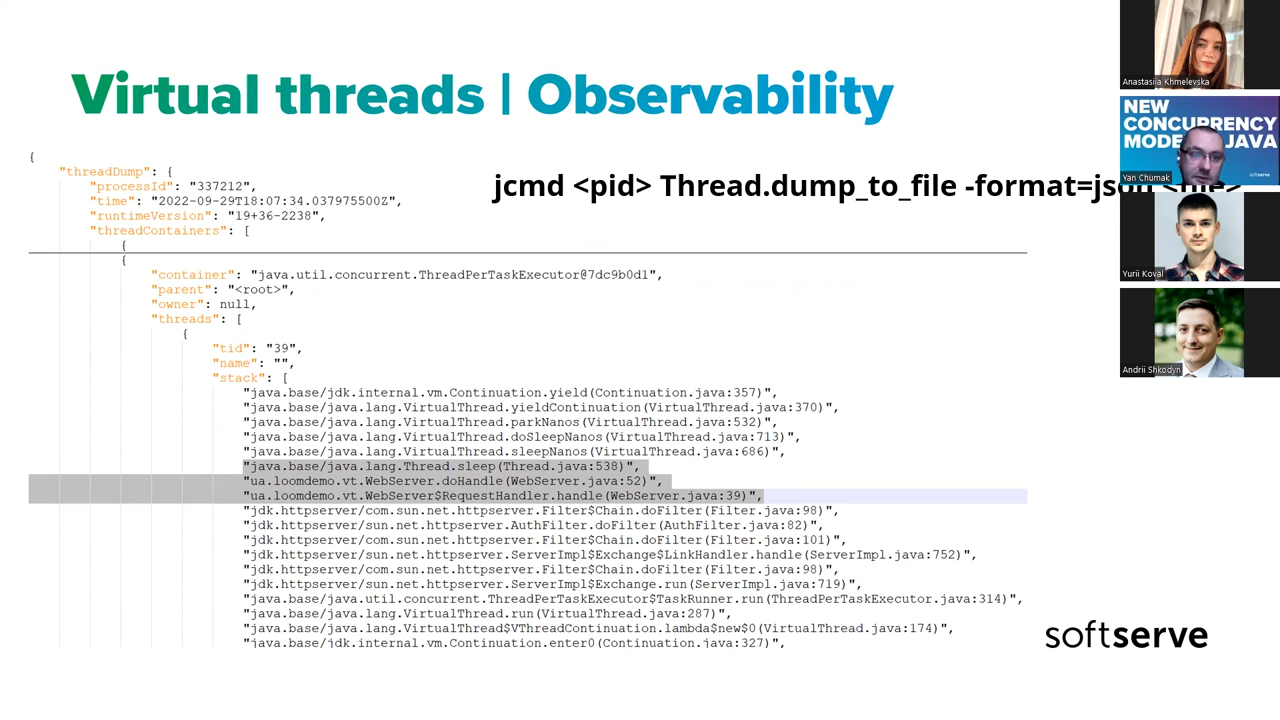 Virtual threads | Observability
jcmd <pid> Thread.dump_to_file -format=json <file>
{
"threadDump": {
"processId": "337212",
"time": "2022-09-29T18:07:34.037975500Z",
"runtimeVersion": "19+36-2238",
"threadContainers": [
{
{
"container": "java.util.concurrent.ThreadPerTaskExecutor@7dc9b0d1",
"parent": "<root>",
"owner": null,
"threads": [
{
"tid": "39",
"name": "",
"stack": [
"java.base/jdk.internal.vm.Continuation.yield(Continuation.java:357)",
"java.base/java.lang.VirtualThread.yieldContinuation(VirtualThread.java:370)",
"java.base/java.lang.VirtualThread.parkNanos(VirtualThread.java:532)",
"java.base/java.lang.VirtualThread.doSleepNanos(VirtualThread.java:713)",
"java.base/java.lang.VirtualThread.sleepNanos(VirtualThread.java:686)",
"java.base/java.lang.Thread.sleep(Thread.java:538)",
"ua.loomdemo.vt.WebServer.doHandle(WebServer.java:52)",
"ua.loomdemo.vt.WebServer$RequestHandler.handle(WebServer.java:39)",
"jdk.httpserver/com.sun.net.httpserver.Filter$Chain.doFilter(Filter.java:98)",
"jdk.httpserver/sun.net.httpserver.AuthFilter.doFilter(AuthFilter.java:82)",
"jdk.httpserver/com.sun.net.httpserver.Filter$Chain.doFilter(Filter.java:101)",
"jdk.httpserver/sun.net.httpserver.ServerImpl$Exchange$LinkHandler.handle(ServerImpl.java:752)",
"jdk.httpserver/com.sun.net.httpserver.Filter$Chain.doFilter(Filter.java:98)",
"jdk.httpserver/sun.net.httpserver.ServerImpl$Exchange.run(ServerImpl.java:719)",
"java.base/java.util.concurrent.ThreadPerTaskExecutor$TaskRunner.run(ThreadPerTaskExecutor.java:314)",
"java.base/java.lang.VirtualThread.run(VirtualThread.java:287)",
"java.base/java.lang.VirtualThread$VThreadContinuation.lambda$new$0(VirtualThread.java:174)",
"java.base/jdk.internal.vm.Continuation.enter0(Continuation.java:327)",
softserve
Anastasiia Khmelevska
NEW
CONCURRENCY
JAVA
softserve
Yan Chumak
Yurii Koval
Andrii Shkodyn